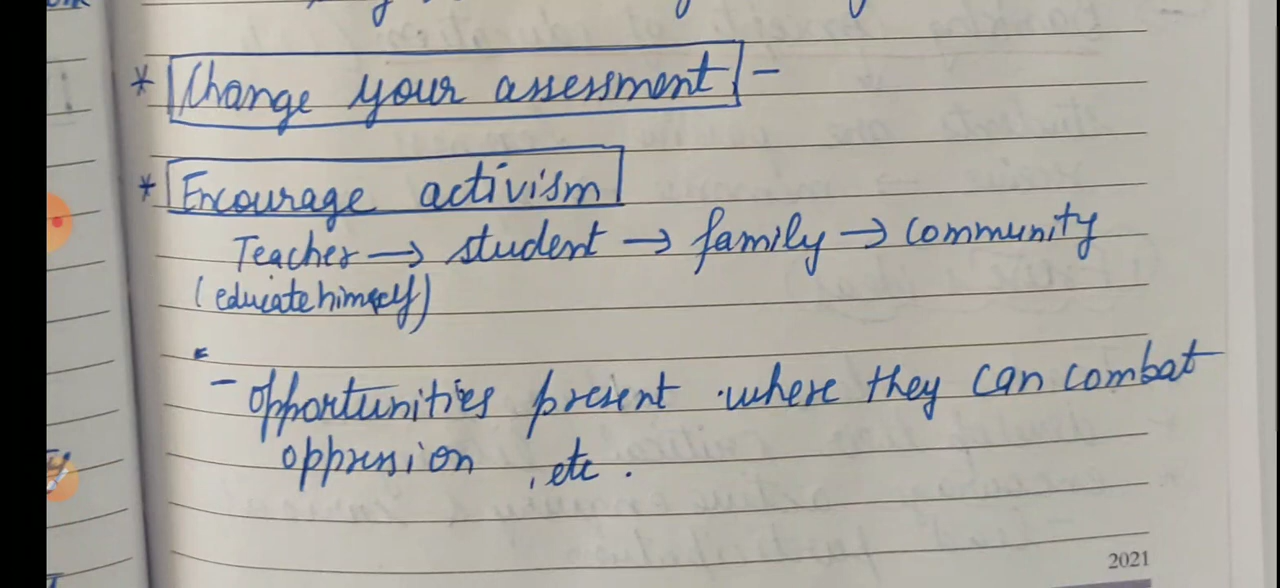 * Change your assessment -
* Encourage activism
Teacher → student → family → community
(educate himself)
- opportunities present where they can combat
oppression, etc.
2021